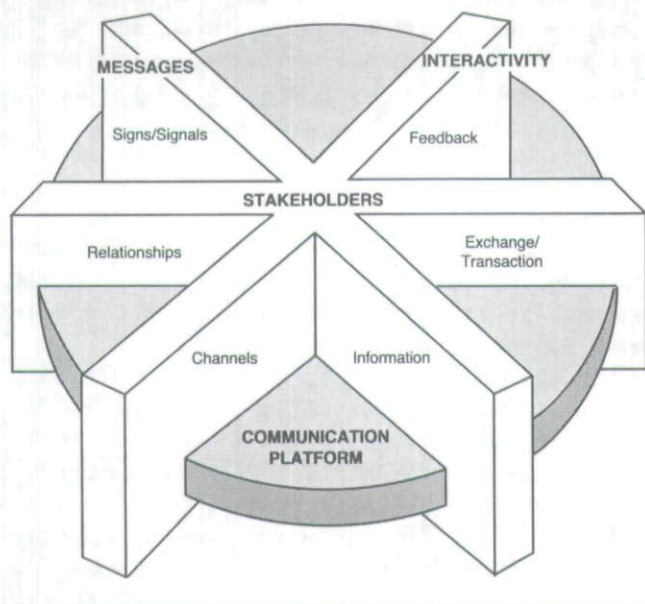 MESSAGES
INTERACTIVITY
Signs/Signals
Feedback
STAKEHOLDERS
Relationships
Exchange/
Transaction
Channels
Information
COMMUNICATION
PLATFORM